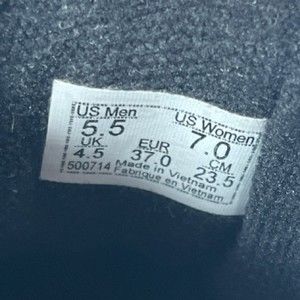 US Men US Women
5.5 7.0
UK EUR CM
4.5 37.0 23.5
500714 Made in Vietnam
Fabrique en Vietnam